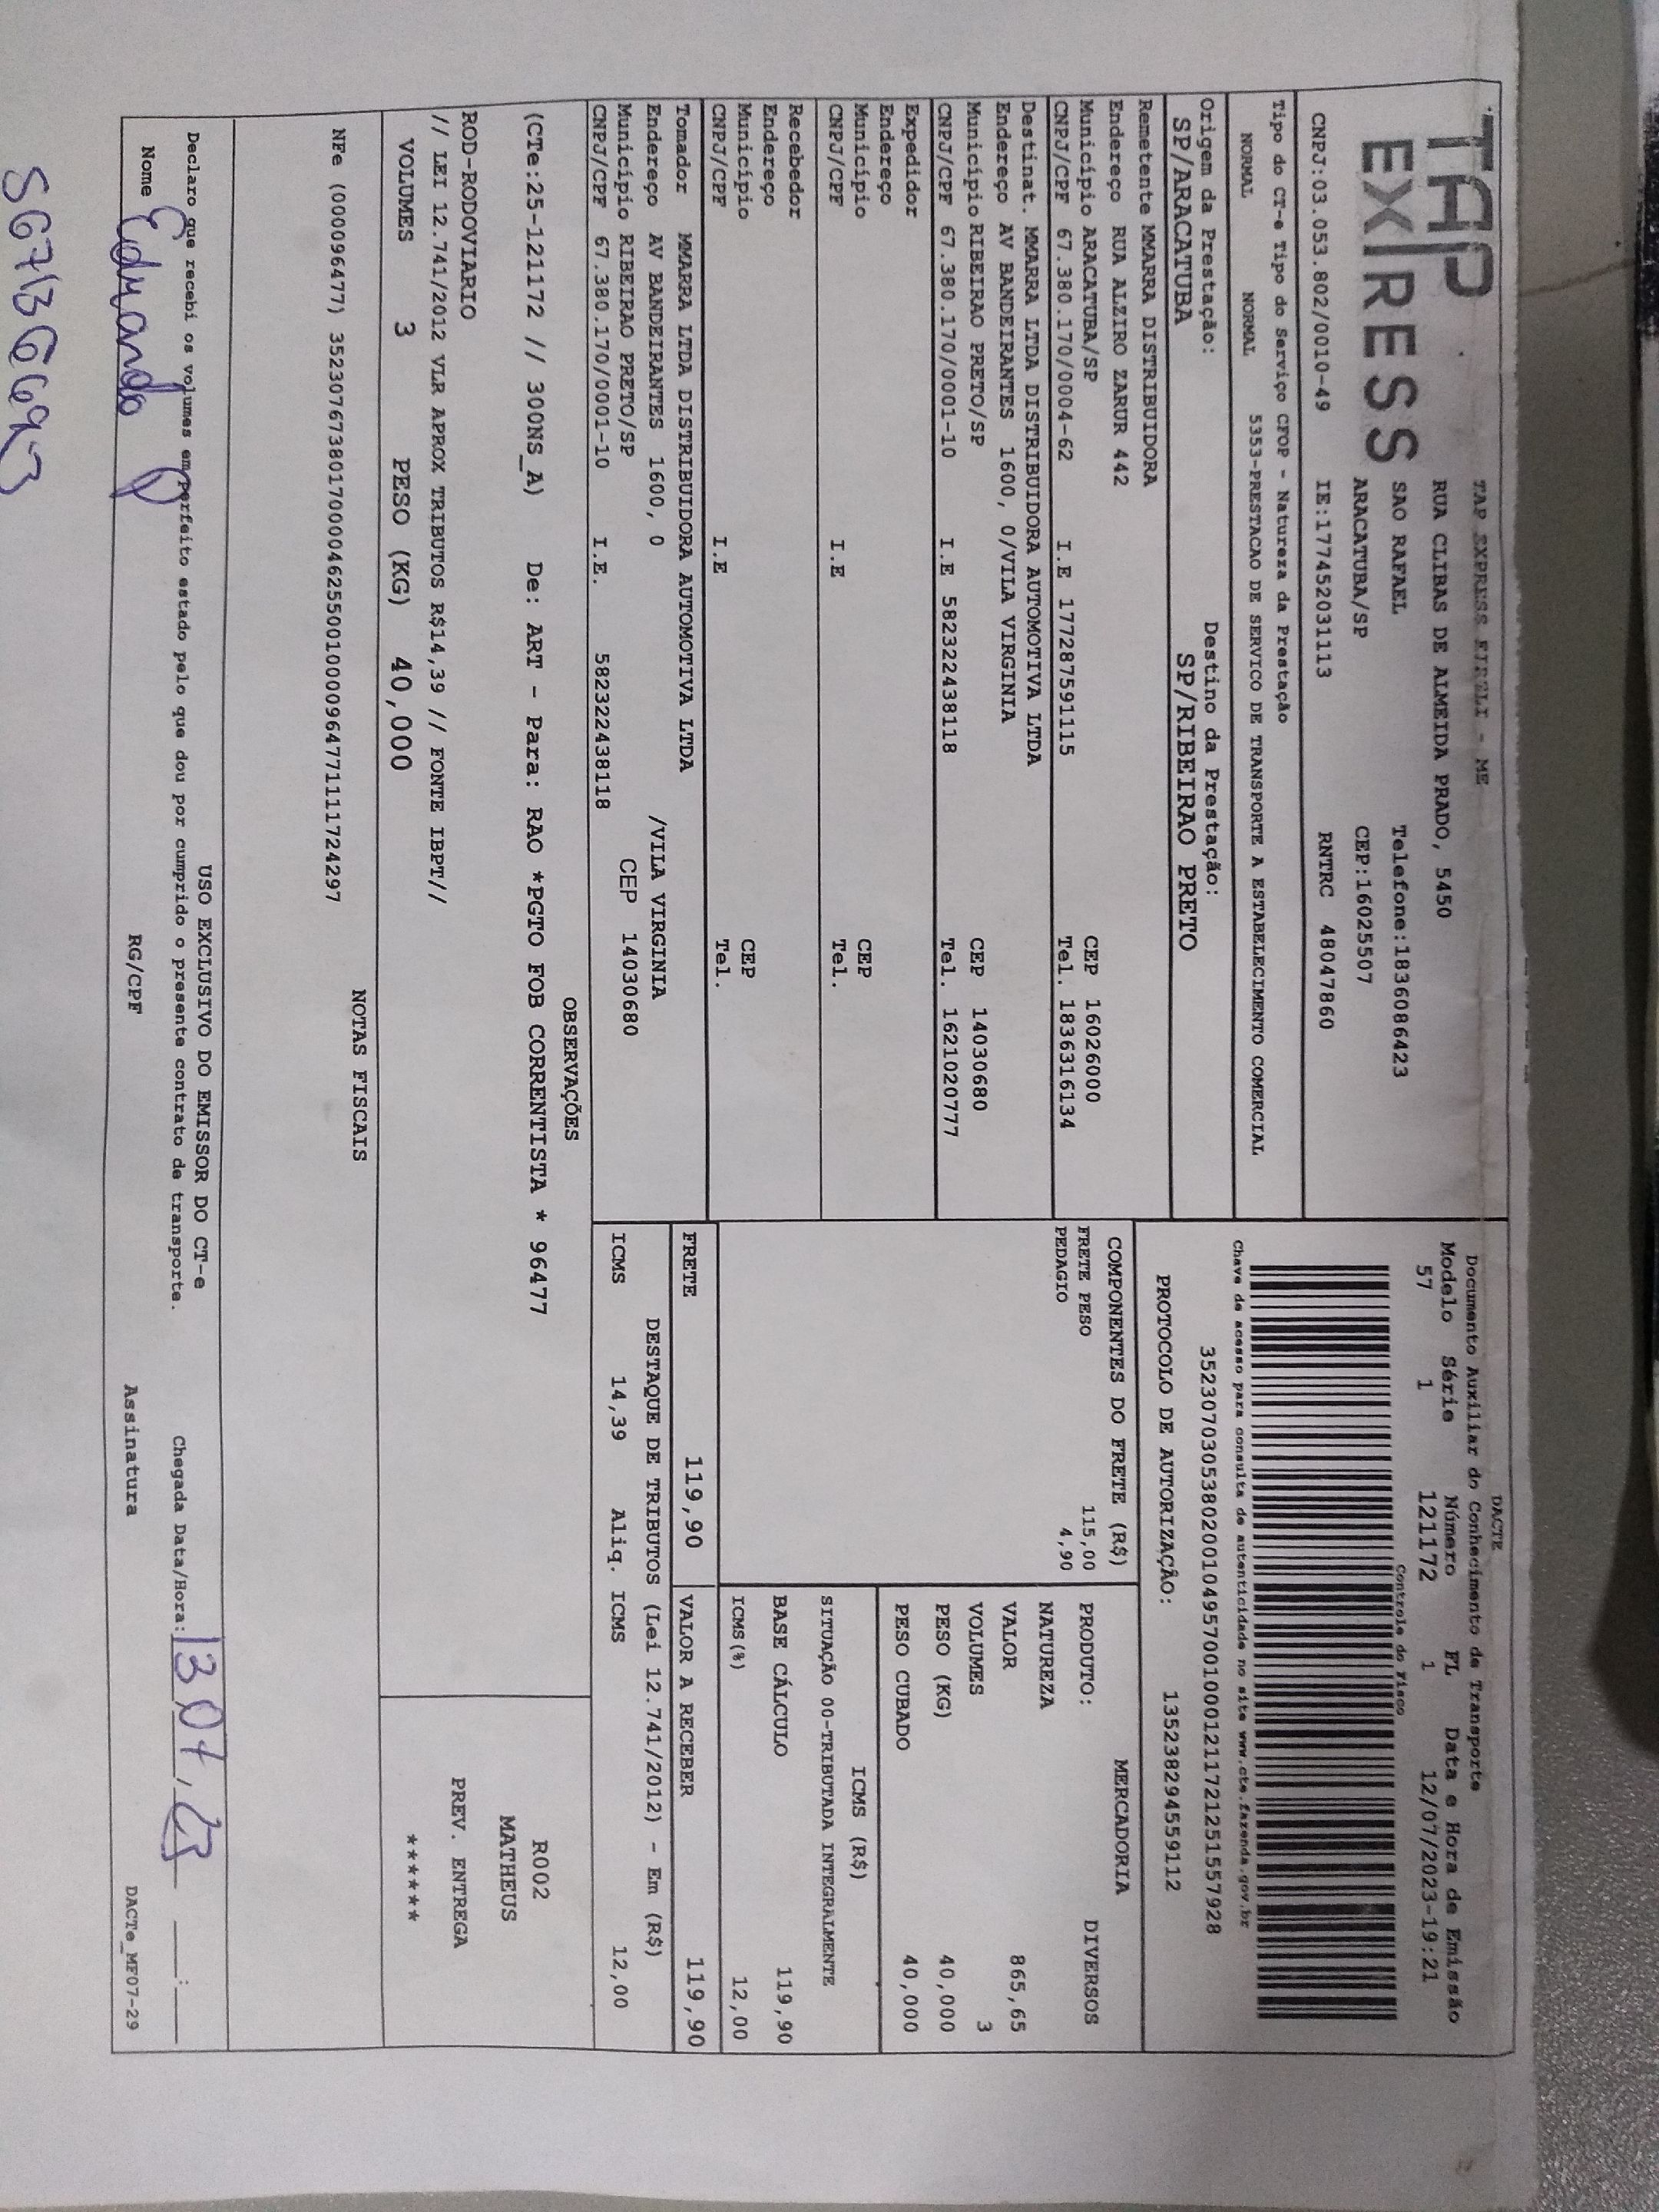 TAP
EXPRESS
TAP EXPRESS EIRELI - ME
RUA CLIBAS DE ALMEIDA PRADO, 5450
SAO RAFAEL Telefone:1836086423
ARACATUBA/SP CEP:16025507
CNPJ:03.053.802/0010-49 IE:177452031113 RNTRC 48047860
Tipo do CT-e Tipo do Serviço CFOP - Natureza da Prestação
NORMAL NORMAL 5353-PRESTACAO DE SERVICO DE TRANSPORTE A ESTABELECIMENTO COMERCIAL
Origem da Prestação: Destino da Prestação:
SP/ARACATUBA SP/RIBEIRAO PRETO
DACTE
Documento Auxiliar do Conhecimento de Transporte
Modelo Série Número FL Data e Hora de Emissão
57 1 121172 1 12/07/2023-19:21
Controle do Fisco
Chave de acesso para consulta de autenticidade no site www.cte.fazenda.gov.br
35230703053802001049570010001211721251557928
PROTOCOLO DE AUTORIZAÇÃO: 135238294559112
Remetente MMARRA DISTRIBUIDORA
Endereço RUA ALZIRO ZARUR 442
Município ARACATUBA/SP CEP 16026000
CNPJ/CPF 67.380.170/0004-62 I.E 177287591115 Tel. 1836316134
Destinat. MMARRA LTDA DISTRIBUIDORA AUTOMOTIVA LTDA
Endereço AV BANDEIRANTES 1600, 0/VILA VIRGINIA
Município RIBEIRAO PRETO/SP CEP 14030680
CNPJ/CPF 67.380.170/0001-10 I.E 582322438118 Tel. 1621020777
Expedidor
Endereço
Município CEP
CNPJ/CPF I.E Tel.
Recebedor
Endereço
Município CEP
CNPJ/CPF I.E Tel.
Tomador MMARRA LTDA DISTRIBUIDORA AUTOMOTIVA LTDA
Endereço AV BANDEIRANTES 1600, 0 /VILA VIRGINIA
Município RIBEIRAO PRETO/SP CEP 14030680
CNPJ/CPF 67.380.170/0001-10 I.E. 582322438118
COMPONENTES DO FRETE (R$)
FRETE PESO 115,00
PEDAGIO 4,90
MERCADORIA
PRODUTO: DIVERSOS
NATUREZA
VALOR 865,65
VOLUMES 3
PESO (KG) 40,000
PESO CUBADO 40,000
ICMS (R$)
SITUAÇÃO 00-TRIBUTADA INTEGRALMENTE
BASE CÁLCULO 119,90
ICMS(%) 12,00
FRETE 119,90 VALOR A RECEBER 119,90
DESTAQUE DE TRIBUTOS (Lei 12.741/2012) - Em (R$)
ICMS 14,39 Aliq. ICMS 12,00
OBSERVAÇÕES
(CTe:25-121172 // 300NS_A) De: ART - Para: RAO *PGTO FOB CORRENTISTA * 96477
ROD-RODOVIARIO
// LEI 12.741/2012 VLR APROX TRIBUTOS R$14,39 // FONTE IBPT//
VOLUMES 3 PESO (KG) 40,000
R002
MATHEUS
PREV. ENTREGA
******
NOTAS FISCAIS
NFe (000096477) 35230767380170000462550010000964771111724297
USO EXCLUSIVO DO EMISSOR DO CT-e
Declaro que recebi os volumes em perfeito estado pelo que dou por cumprido o presente contrato de transporte. Chegada Data/Hora:
Nome Eduardo RG/CPF Assinatura
DACTe_MF07-29